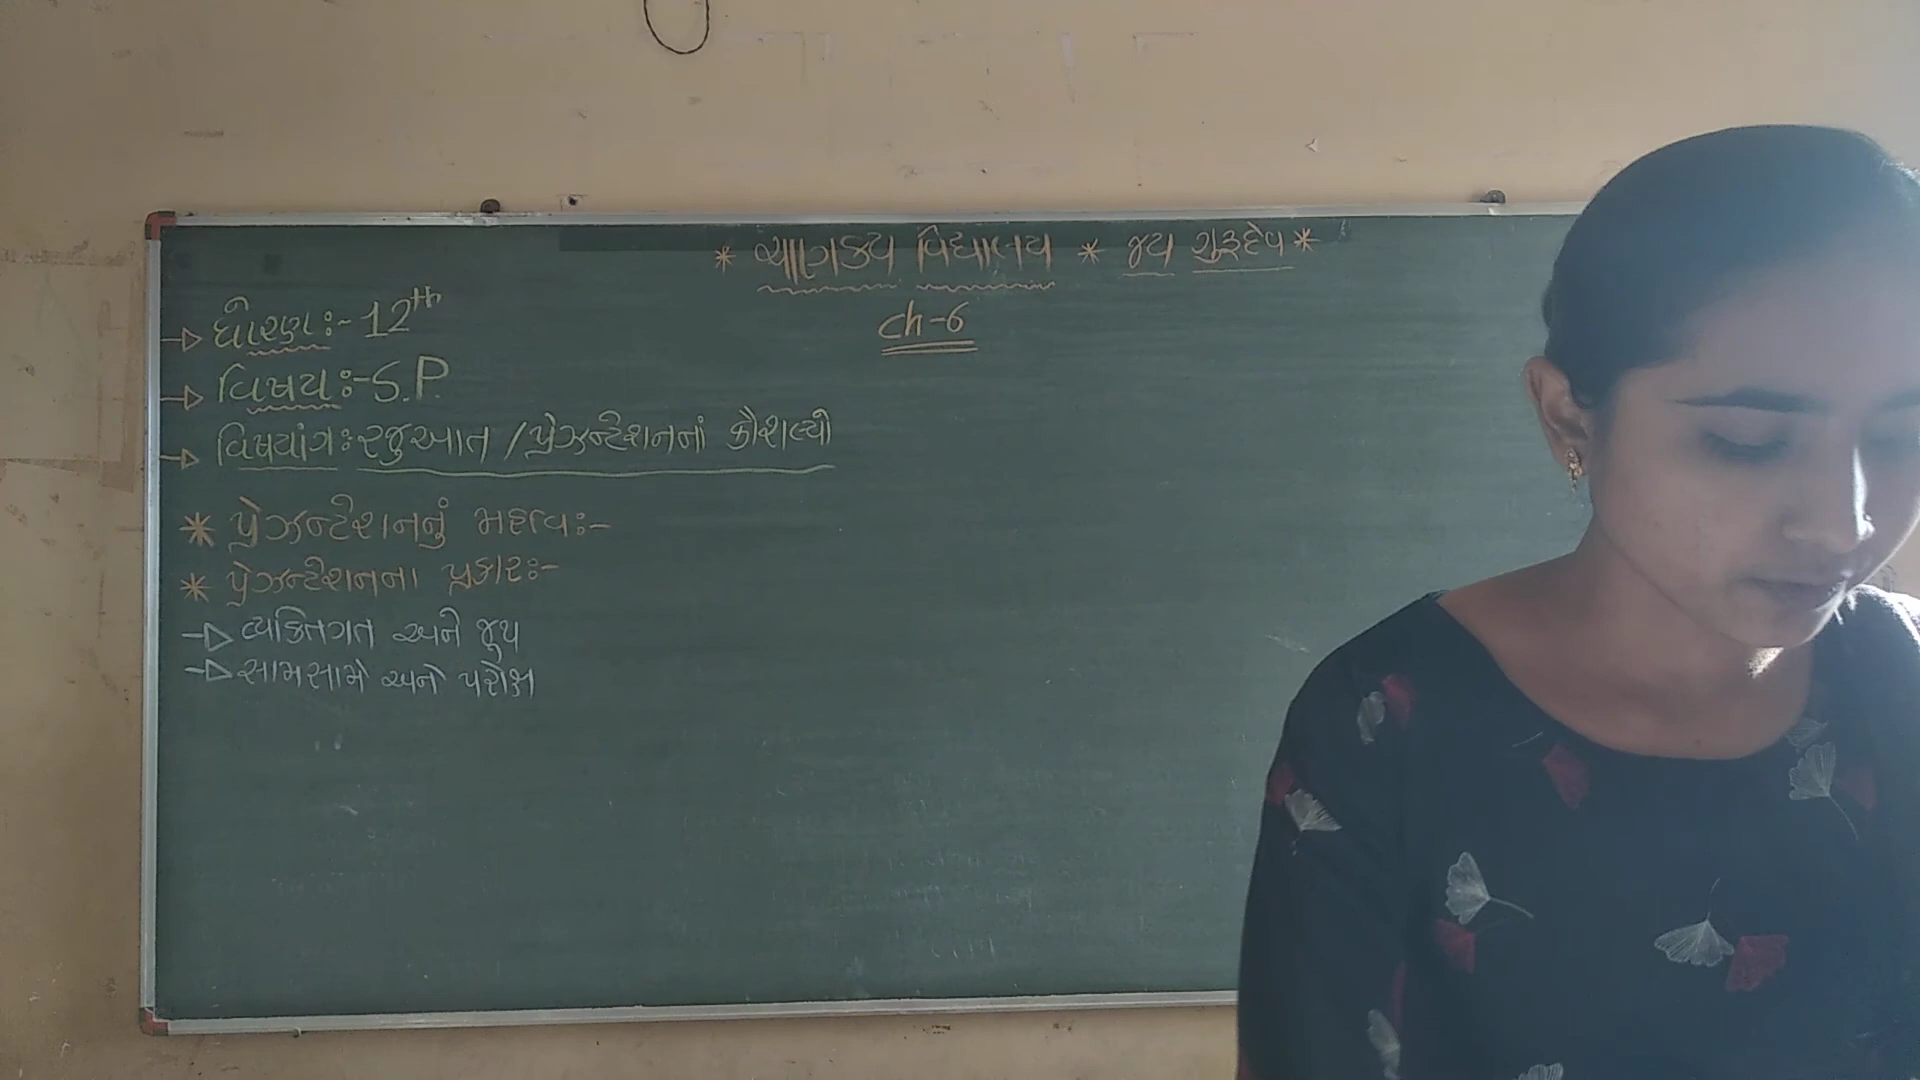 * ચાણક્ય વિદ્યાલય * જય ગુરુદેવ *
ch-6
→ ધોરણ :- 12th
→ વિષય :- S.P.
→ વિષયાંગ : રજુઆત / પ્રેઝન્ટેશનનાં કૌશલ્યો
* પ્રેઝન્ટેશનનું મહત્વ :-
* પ્રેઝન્ટેશનના પ્રકાર :-
→ વ્યક્તિગત અને જુથ
→ સામસામે અને પરોક્ષ